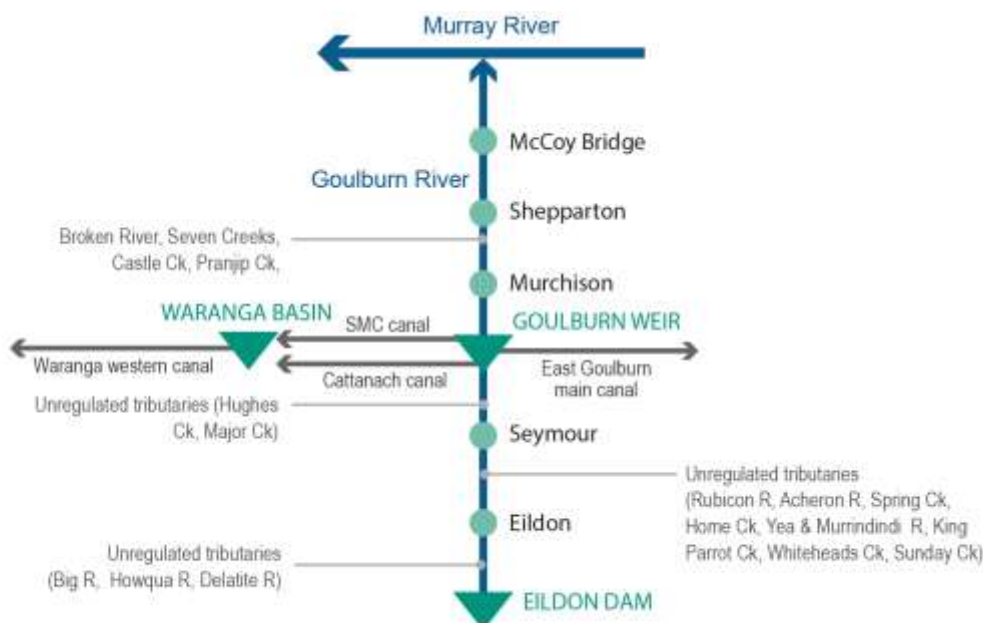 Murray River
McCoy Bridge
Goulburn River
Shepparton
Broken River, Seven Creeks,
Castle Ck, Pranjip Ck,
Murchison
WARANGA BASIN
SMC canal
GOULBURN WEIR
Waranga western canal
Cattanach canal
East Goulburn
main canal
Unregulated tributaries (Hughes
Ck, Major Ck)
Seymour
Unregulated tributaries
(Rubicon R, Acheron R, Spring Ck,
Home Ck, Yea & Murrindindi R, King
Parrot Ck, Whiteheads Ck, Sunday Ck)
Eildon
Unregulated tributaries
(Big R, Howqua R, Delatite R)
EILDON DAM